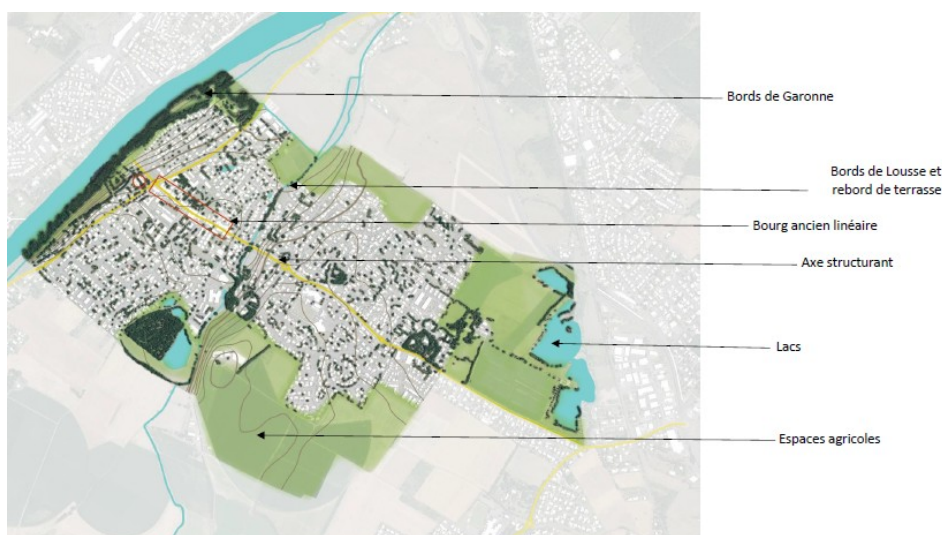 Bords de Garonne
Bords de Lousse et
rebord de terrasse
Bourg ancien linéaire
Axe structurant
Lacs
Espaces agricoles